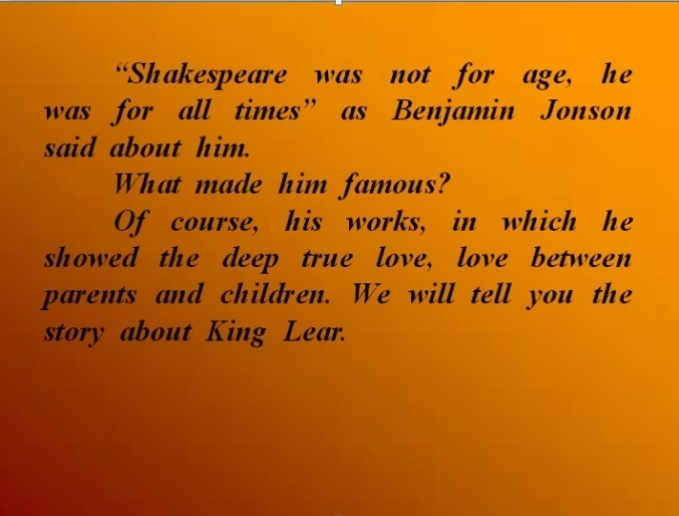 “Shakespeare was not for age, he
was for all times” as Benjamin Jonson
said about him.
What made him famous?
Of course, his works, in which he
showed the deep true love, love between
parents and children. We will tell you the
story about King Lear.